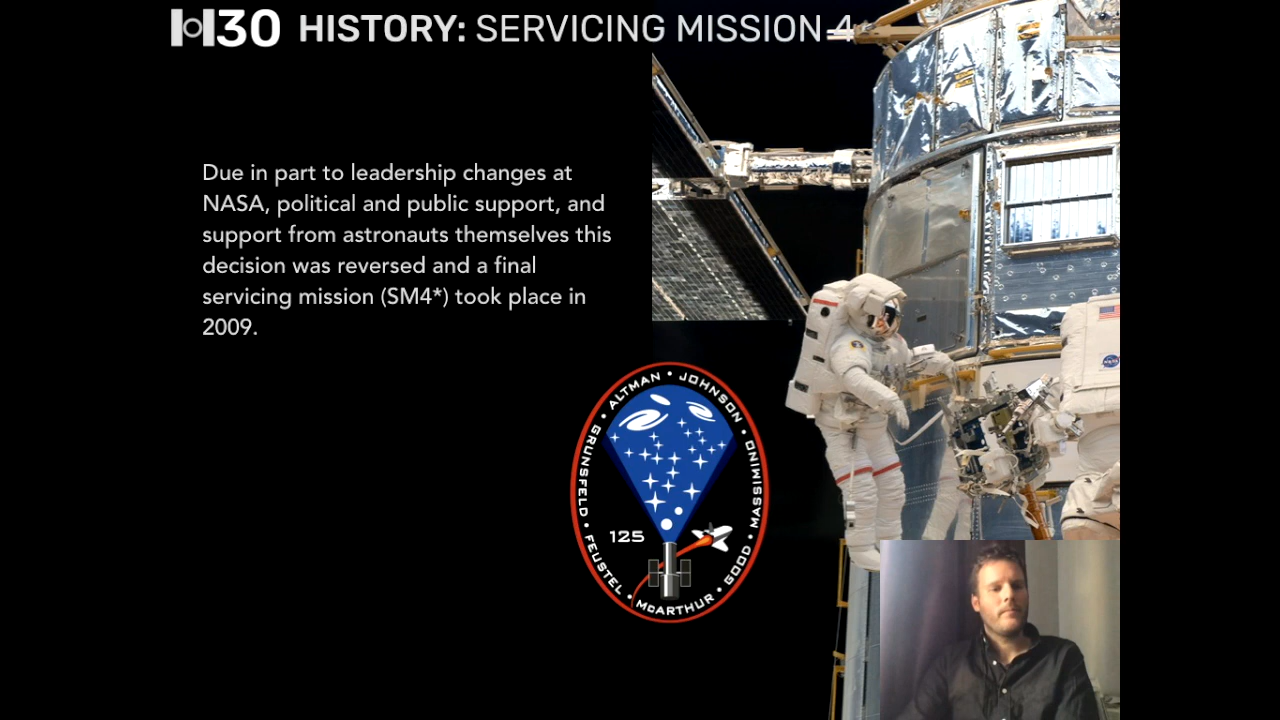 H30 HISTORY: SERVICING MISSION 4
Due in part to leadership changes at
NASA, political and public support, and
support from astronauts themselves this
decision was reversed and a final
servicing mission (SM4*) took place in
2009.
ALTMAN • JOHNSON • MASSIMINO • GOOD • McARTHUR • FEUSTEL • GRUNSFELD •
125